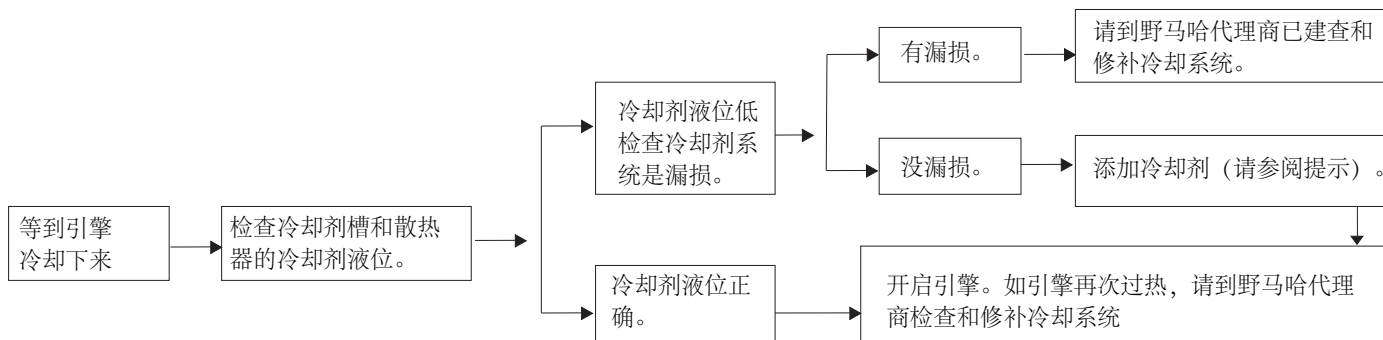 等到引擎
冷却下来
检查冷却剂槽和散热
器的冷却剂液位。
冷却剂液位低
检查冷却剂系
统是漏损。
有漏损。
请到野马哈代理商已建查和
修补冷却系统。
没漏损。
添加冷却剂（请参阅提示）。
冷却剂液位正
确。
开启引擎。如引擎再次过热，请到野马哈代理
商检查和修补冷却系统